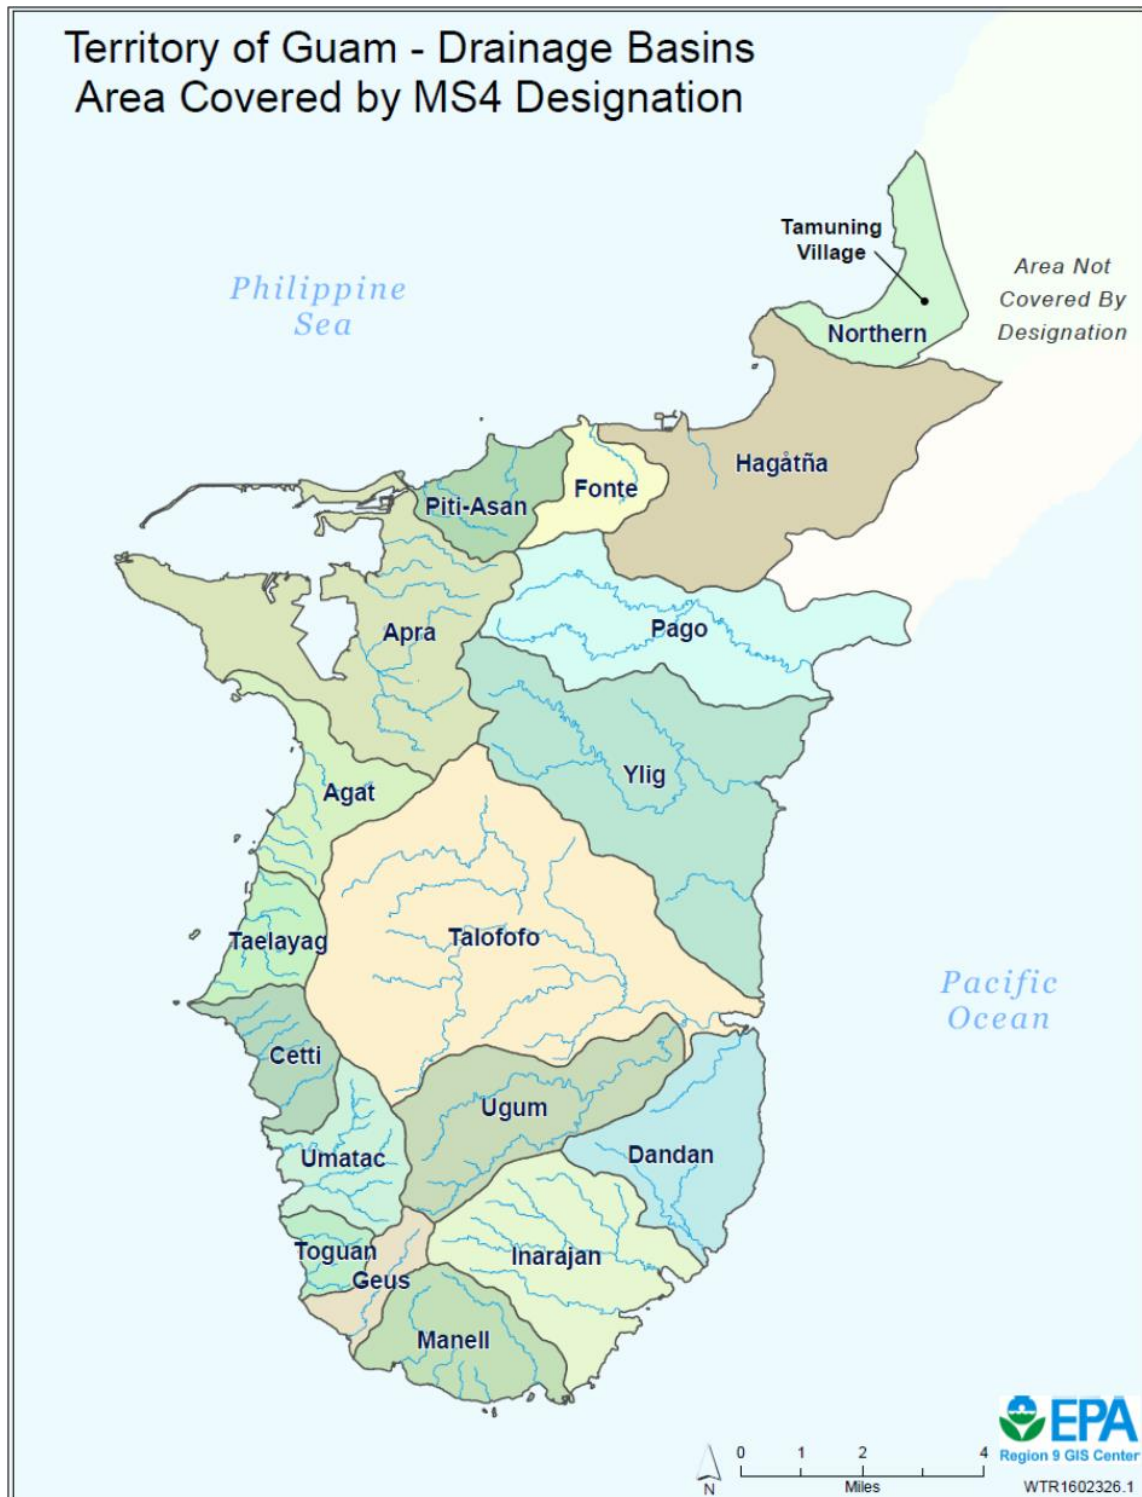 Territory of Guam - Drainage Basins
Area Covered by MS4 Designation
Tamuning
Village
Philippine
Sea
Area Not
Covered By
Designation
Northern
Hagåtña
Fonte
Piti-Asan
Apra
Pago
Ylig
Agat
Talofofo
Taelayag
Pacific
Ocean
Cetti
Ugum
Umatac
Dandan
Toguan
Inarajan
Geus
Manell
EPA
Region 9 GIS Center
N
0 1 2 4
Miles
WTR1602326.1